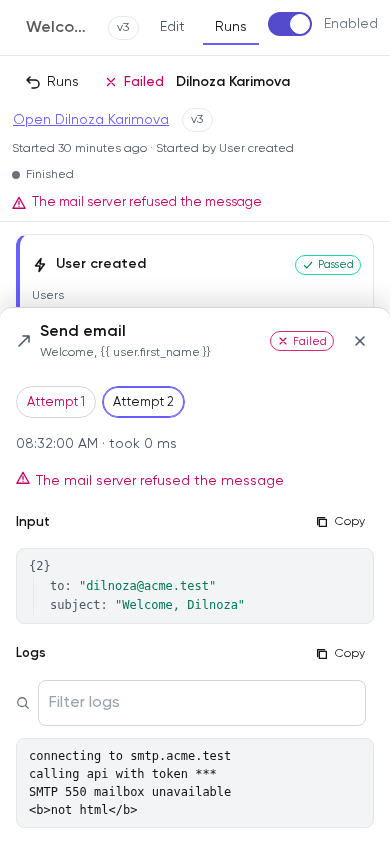 Welco...
v3
Edit
Runs
Enabled
Runs
Failed
Dilnoza Karimova
Open Dilnoza Karimova
v3
Started 30 minutes ago · Started by User created
Finished
The mail server refused the message
User created
Passed
Users
Send email
Welcome, {{ user.first_name }}
Failed
Attempt 1
Attempt 2
08:32:00 AM · took 0 ms
The mail server refused the message
Input
Copy
{2}
to: "dilnoza@acme.test"
subject: "Welcome, Dilnoza"
Logs
Copy
Filter logs
connecting to smtp.acme.test
calling api with token ***
SMTP 550 mailbox unavailable
<b>not html</b>